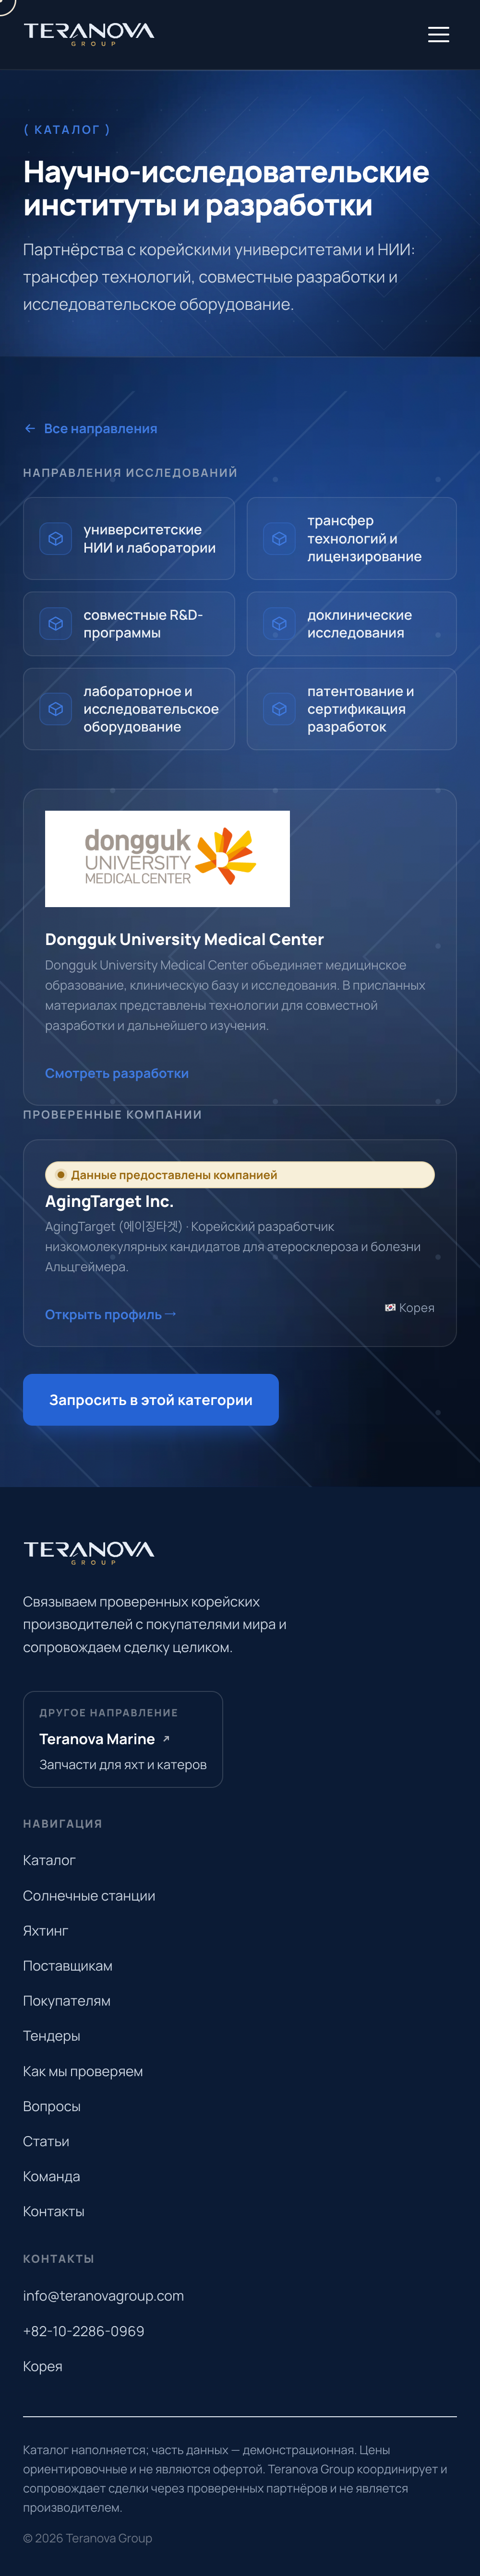 TERANOVA
GROUP
( КАТАЛОГ )
Научно-исследовательские
институты и разработки
Партнёрства с корейскими университетами и НИИ:
трансфер технологий, совместные разработки и
исследовательское оборудование.
← Все направления
НАПРАВЛЕНИЯ ИССЛЕДОВАНИЙ
университетские
НИИ и лаборатории
трансфер
технологий и
лицензирование
совместные R&D-
программы
доклинические
исследования
лабораторное и
исследовательское
оборудование
патентование и
сертификация
разработок
dongguk
UNIVERSITY
MEDICAL CENTER
Dongguk University Medical Center
Dongguk University Medical Center объединяет медицинское
образование, клиническую базу и исследования. В присланных
материалах представлены технологии для совместной
разработки и дальнейшего изучения.
Смотреть разработки
ПРОВЕРЕННЫЕ КОМПАНИИ
Данные предоставлены компанией
AgingTarget Inc.
AgingTarget (에이징타겟) · Корейский разработчик
низкомолекулярных кандидатов для атеросклероза и болезни
Альцгеймера.
Открыть профиль →
🇰🇷 Корея
Запросить в этой категории
TERANOVA
GROUP
Связываем проверенных корейских
производителей с покупателями мира и
сопровождаем сделку целиком.
ДРУГОЕ НАПРАВЛЕНИЕ
Teranova Marine ↗
Запчасти для яхт и катеров
НАВИГАЦИЯ
Каталог
Солнечные станции
Яхтинг
Поставщикам
Покупателям
Тендеры
Как мы проверяем
Вопросы
Статьи
Команда
Контакты
КОНТАКТЫ
info@teranovagroup.com
+82-10-2286-0969
Корея
Каталог наполняется; часть данных — демонстрационная. Цены
ориентировочные и не являются офертой. Teranova Group координирует и
сопровождает сделки через проверенных партнёров и не является
производителем.
© 2026 Teranova Group